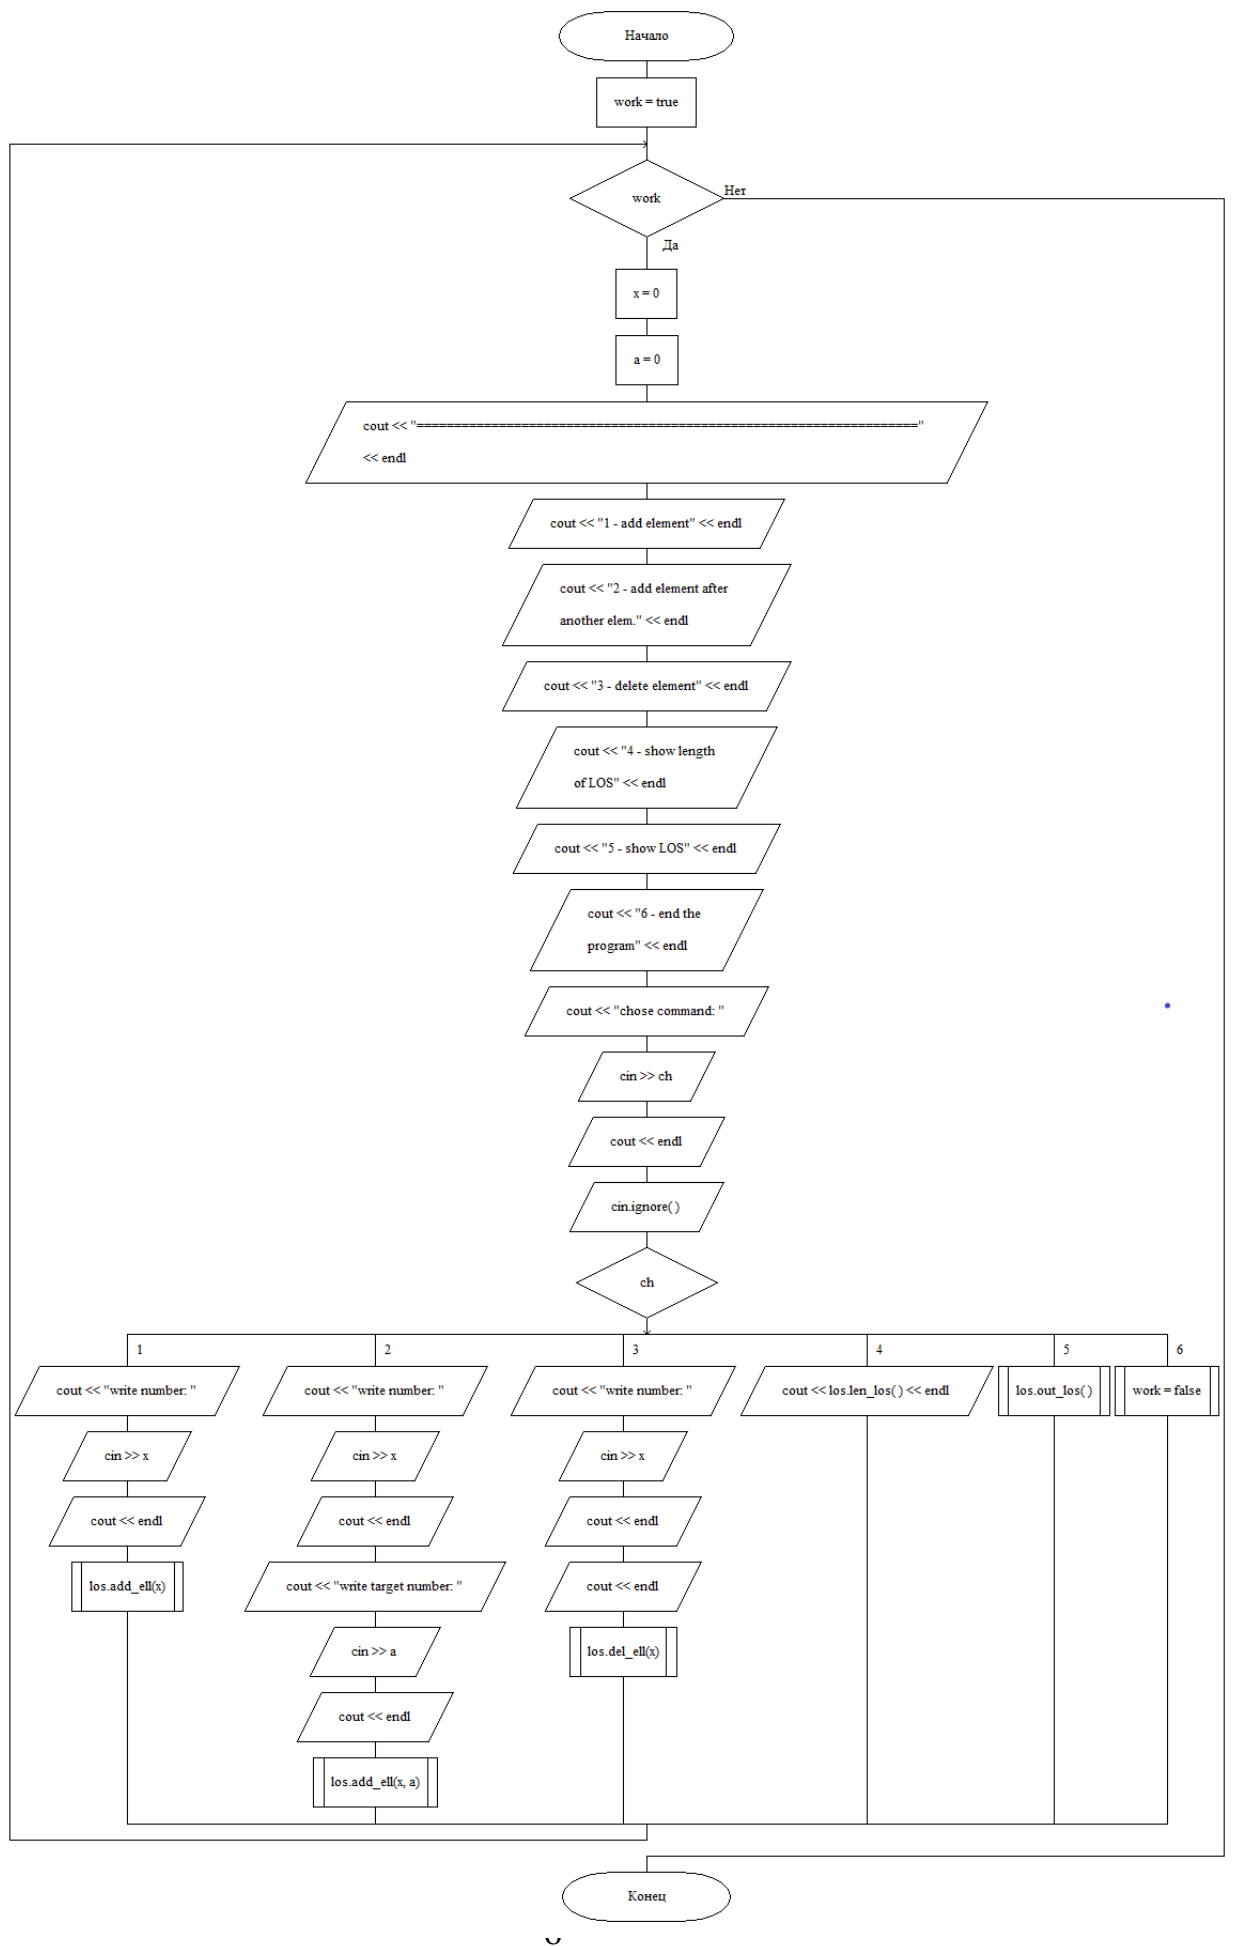 Начало
work = true
work
Нет
Да
x = 0
a = 0
cout << "==================================================================="
<< endl
cout << "1 - add element" << endl
cout << "2 - add element after
another elem." << endl
cout << "3 - delete element" << endl
cout << "4 - show length
of LOS" << endl
cout << "5 - show LOS" << endl
cout << "6 - end the
program" << endl
cout << "chose command: "
cin >> ch
cout << endl
cin.ignore( )
ch
1
2
3
4
5
6
cout << "write number: "
cout << "write number: "
cout << "write number: "
cout << los.len_los( ) << endl
los.out_los( )
work = false
cin >> x
cin >> x
cin >> x
cout << endl
cout << endl
cout << endl
los.add_ell(x)
cout << "write target number: "
cout << endl
cin >> a
los.del_ell(x)
cout << endl
los.add_ell(x, a)
Конец